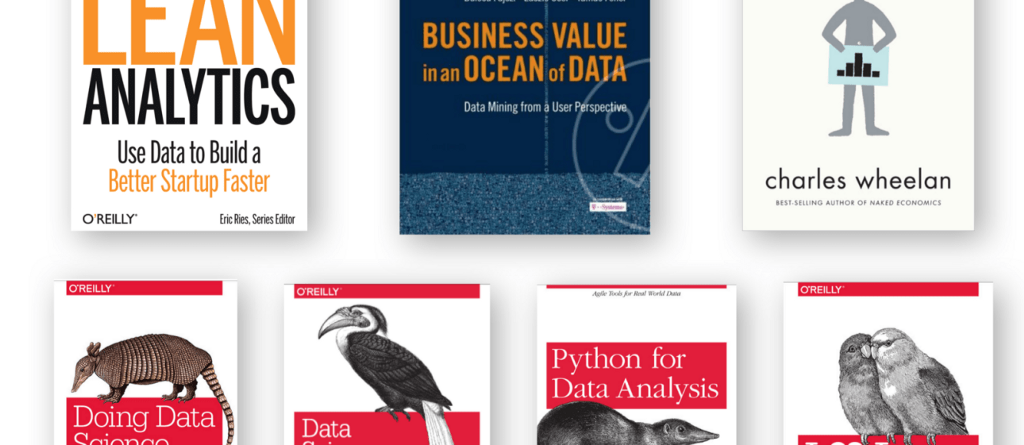 LEAN
ANALYTICS
Use Data to Build a
Better Startup Faster
O'REILLY
Eric Ries, Series Editor
BUSINESS VALUE
in an OCEAN of DATA
Data Mining from a User Perspective
charles wheelan
BEST-SELLING AUTHOR OF NAKED ECONOMICS
O'REILLY
Doing Data
Science
O'REILLY
Data
Agile Tools for Real World Data
Python for
Data Analysis
O'REILLY